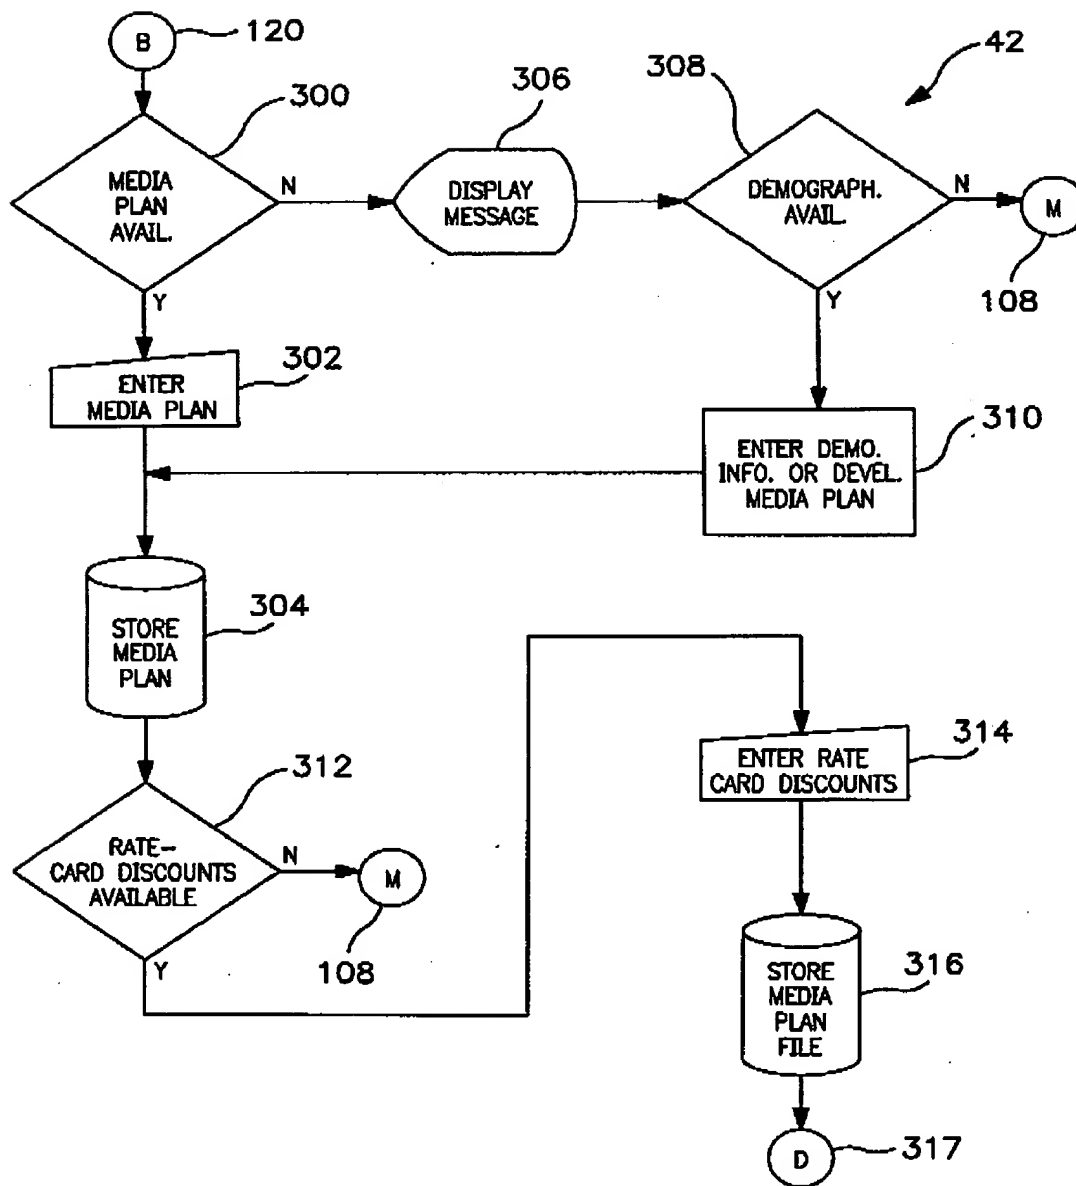 B
120
300
306
308
42
MEDIA
PLAN
AVAIL.
N
DISPLAY
MESSAGE
DEMOGRAPH.
AVAIL.
N
M
108
Y
Y
302
ENTER
MEDIA PLAN
310
ENTER DEMO.
INFO. OR DEVEL.
MEDIA PLAN
304
STORE
MEDIA
PLAN
314
ENTER RATE
CARD DISCOUNTS
312
RATE-
CARD DISCOUNTS
AVAILABLE
N
M
108
Y
316
STORE
MEDIA
PLAN
FILE
D
317